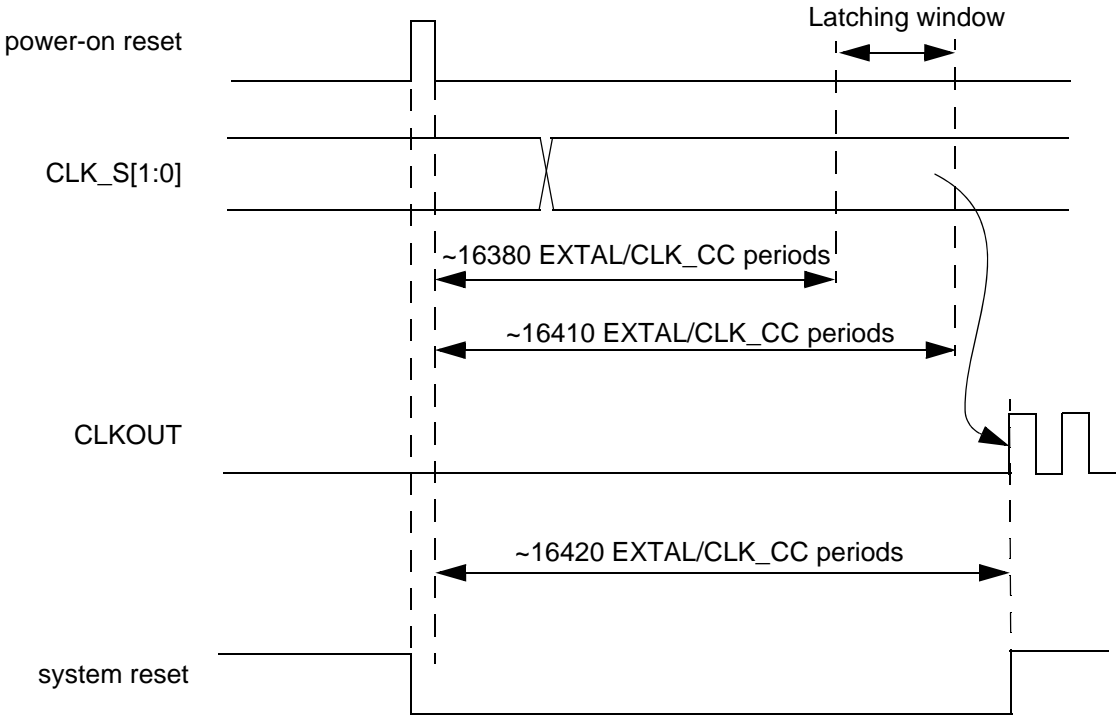 Latching window
power-on reset
CLK_S[1:0]
~16380 EXTAL/CLK_CC periods
~16410 EXTAL/CLK_CC periods
CLKOUT
~16420 EXTAL/CLK_CC periods
system reset